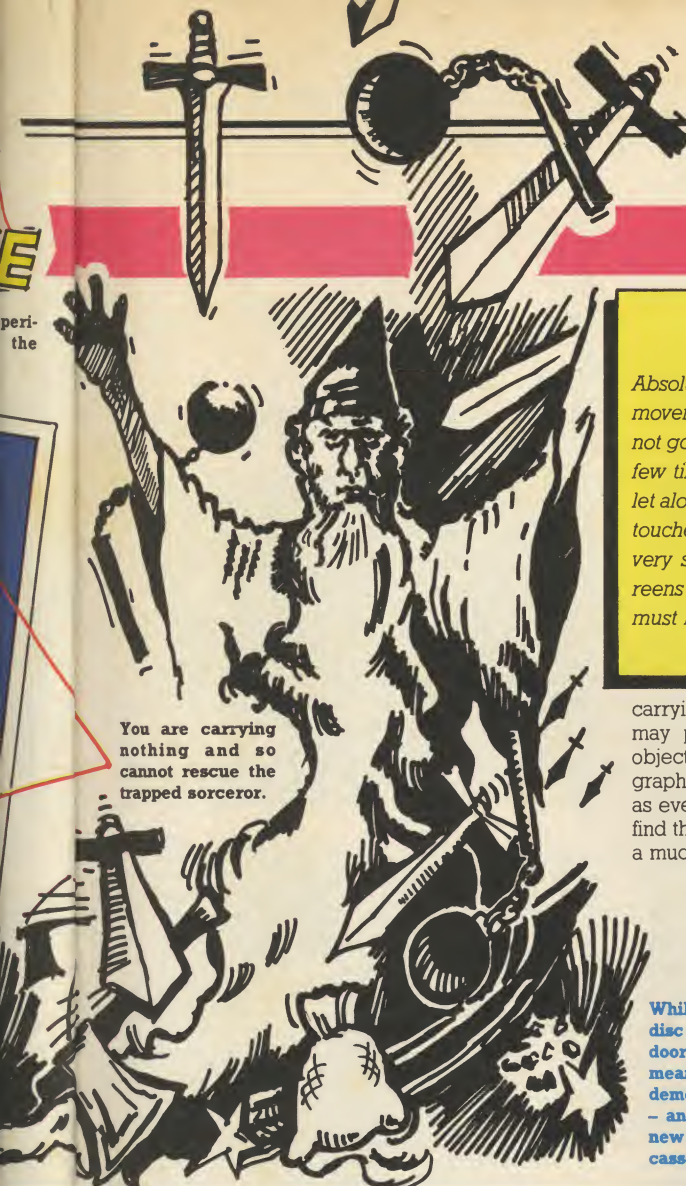 E
peri-
the
You are carrying
nothing and so
cannot rescue the
trapped sorceror.
Absol
mover
not go
few ti
let alo
touche
very s
reens
must
carryi
may p
object
graph
as eve
find th
a muc
Whil
disc
door
mean
demo
– an
new
cass